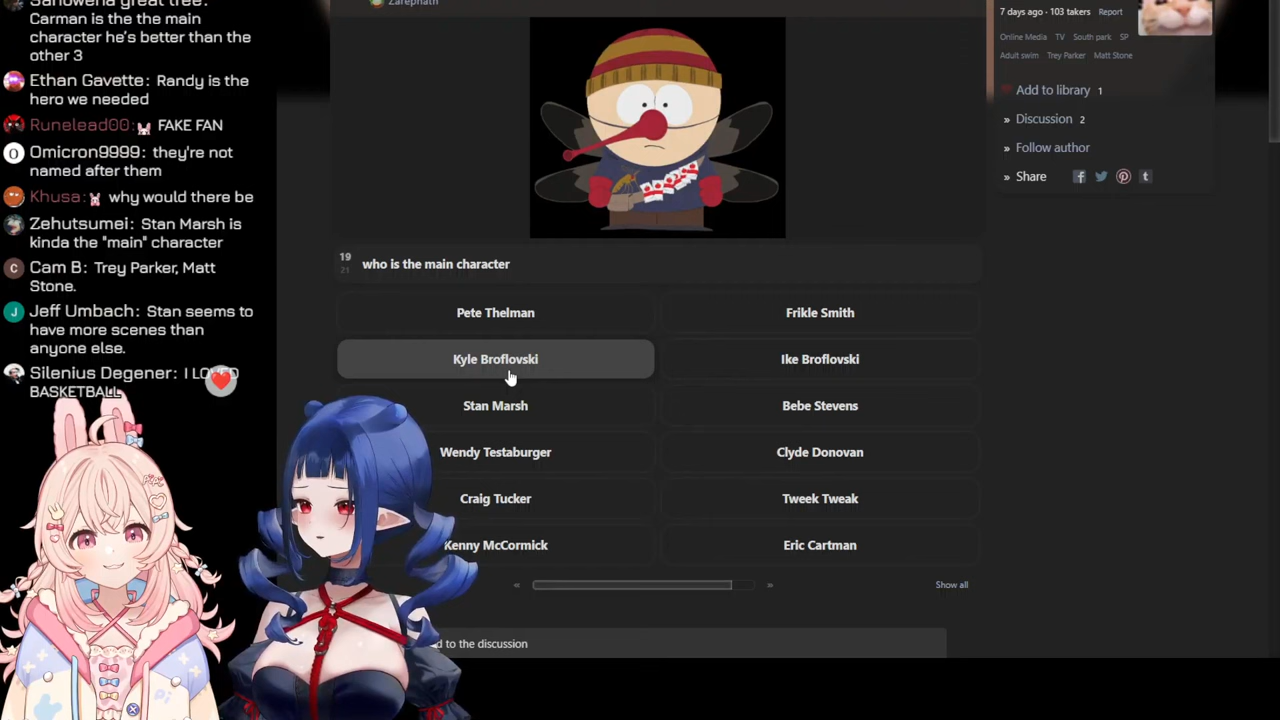 Carman is the the main
character he's better than the
other 3
Ethan Gavette: Randy is the
hero we needed
Runelead00: FAKE FAN
Omicron9999: they're not
named after them
Khusa: why would there be
Zehutsumei: Stan Marsh is
kinda the "main" character
Cam B: Trey Parker, Matt
Stone.
Jeff Umbach: Stan seems to
have more scenes than
anyone else.
Silenius Degener: I LOVED
BASKETBALL
Zarephath
19
21
who is the main character
Pete Thelman
Frikle Smith
Kyle Broflovski
Ike Broflovski
Stan Marsh
Bebe Stevens
Wendy Testaburger
Clyde Donovan
Craig Tucker
Tweek Tweak
Kenny McCormick
Eric Cartman
« » Show all
d to the discussion
7 days ago · 103 takers Report
Online Media TV South park SP
Adult swim Trey Parker Matt Stone
Add to library 1
» Discussion 2
» Follow author
» Share